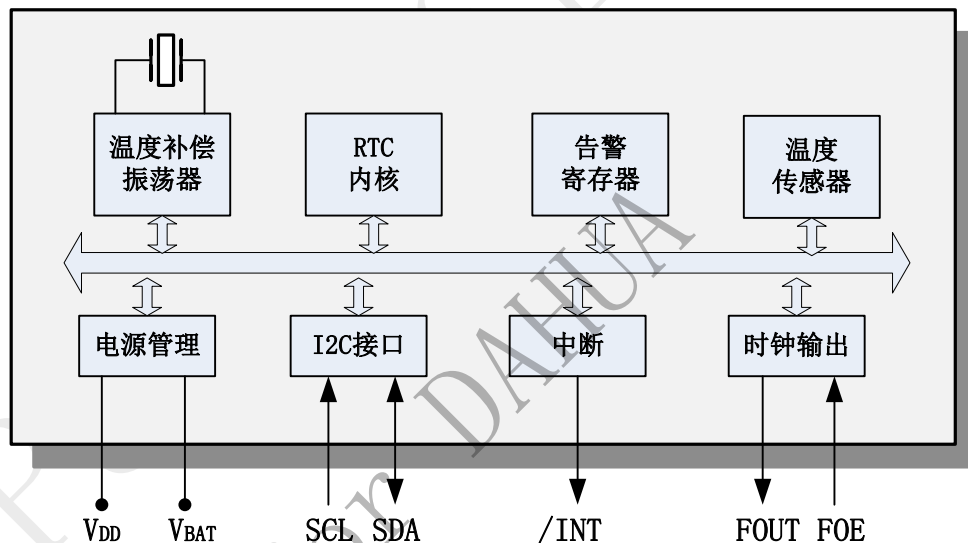 温度补偿
振荡器
RTC
内核
告警
寄存器
温度
传感器
电源管理
I2C接口
中断
时钟输出
VDD VBAT SCL SDA /INT FOUT FOE
for DAHUA